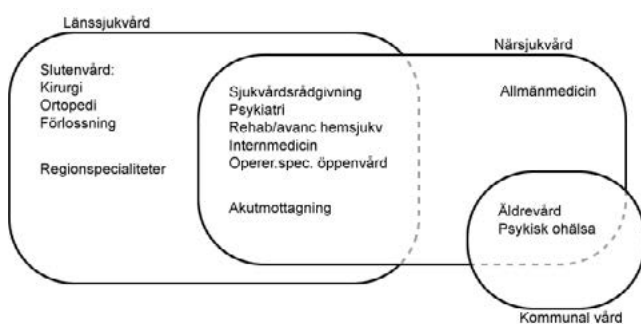 Länssjukvård
Slutenvård:
Kirurgi
Ortopedi
Förlossning
Regionspecialiteter
Sjukvårdsrådgivning
Psykiatri
Rehab/avanc hemsjukv
Internmedicin
Operer.spec. öppenvård
Akutmottagning
Närsjukvård
Allmänmedicin
Äldrevård
Psykisk ohälsa
Kommunal vård